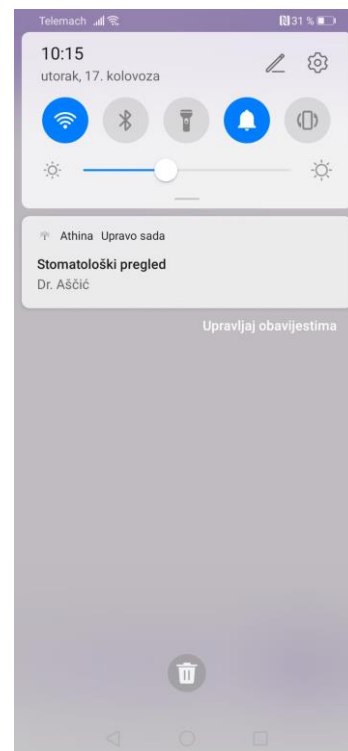 Telemach
31 %
10:15
utorak, 17. kolovoza
Athina Upravo sada
Stomatološki pregled
Dr. Aščić
Upravljaj obavijestima